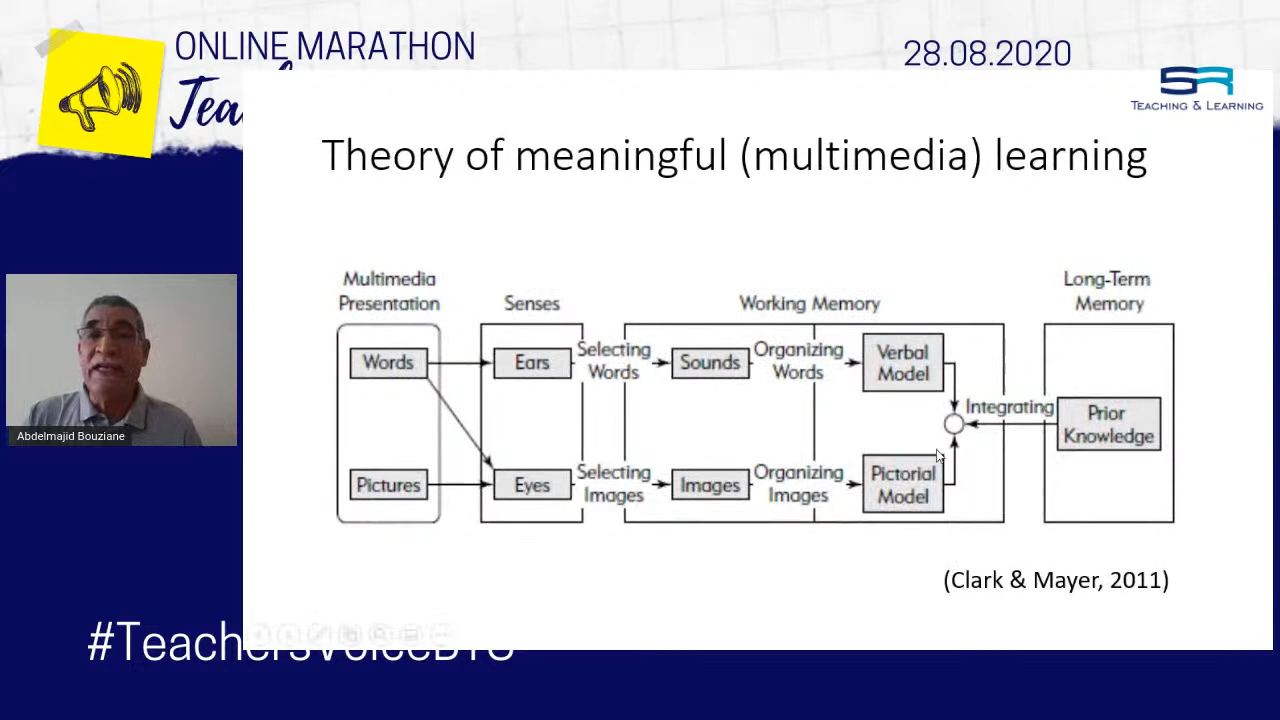 ONLINE MARATHON
28.08.2020
TEACHING & LEARNING
Theory of meaningful (multimedia) learning
Multimedia
Presentation
Senses
Working Memory
Long-Term
Memory
Words
Ears
Selecting
Words
Sounds
Organizing
Words
Verbal
Model
Integrating
Prior
Knowledge
Pictures
Eyes
Selecting
Images
Images
Organizing
Images
Pictorial
Model
(Clark & Mayer, 2011)
Abdelmajid Bouziane